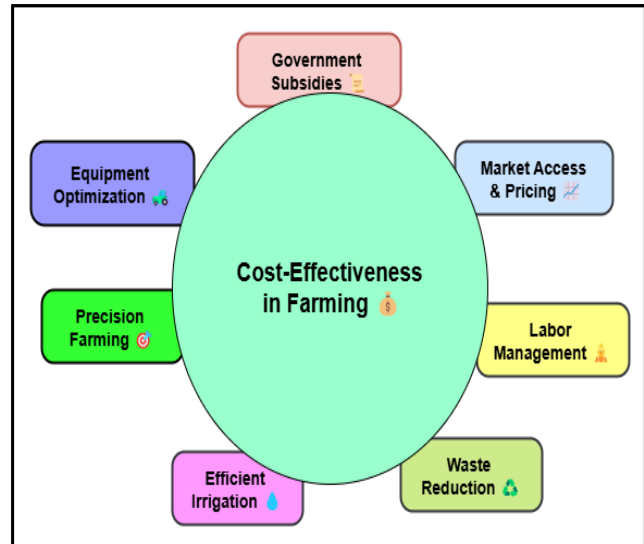 Government
Subsidies 📜
Equipment
Optimization 🚜
Market Access
& Pricing 💹
Cost-Effectiveness
in Farming 💰
Precision
Farming 🎯
Labor
Management 👷
Efficient
Irrigation 💧
Waste
Reduction ♻️